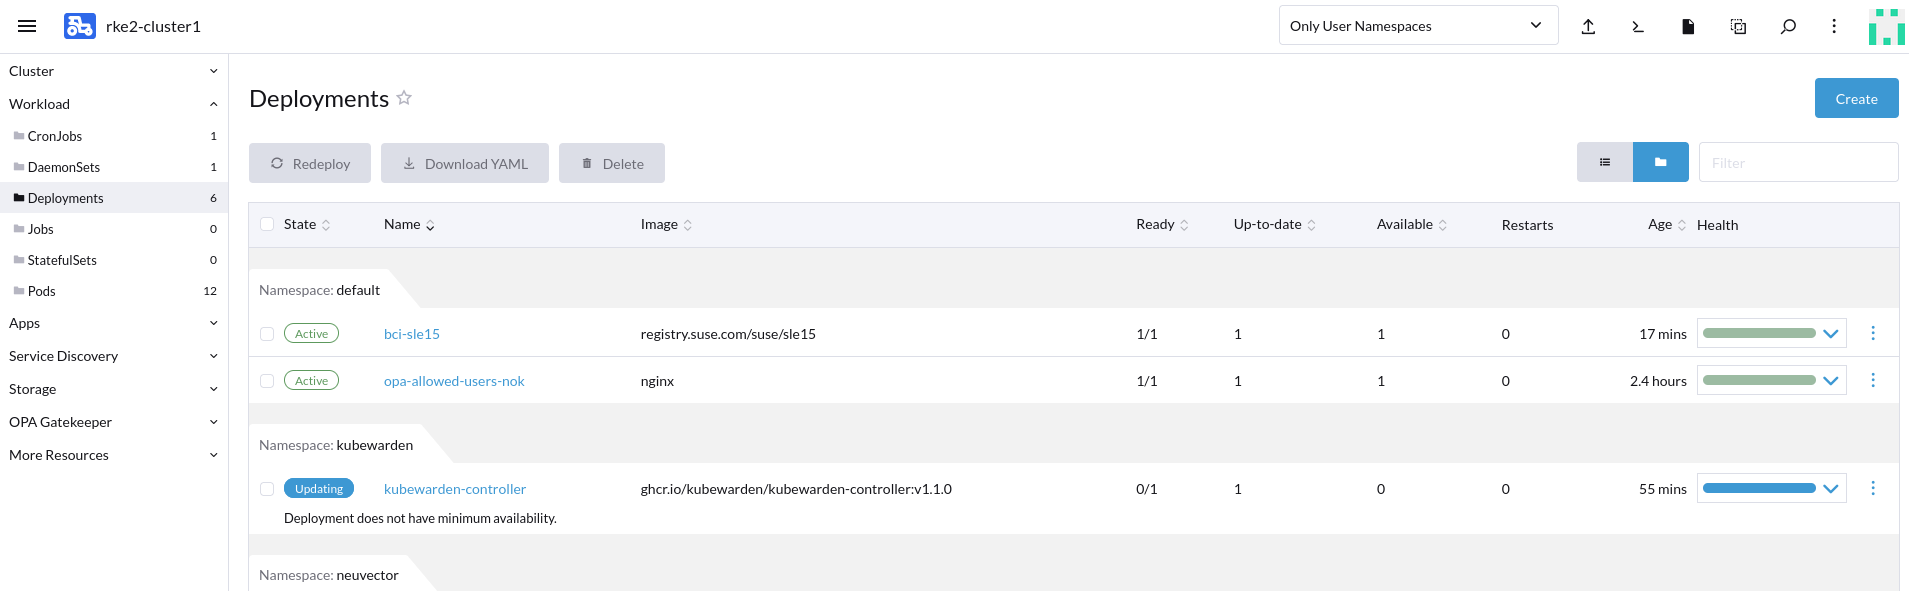 rke2-cluster1
Only User Namespaces
Cluster
Workload
CronJobs 1
DaemonSets 1
Deployments 6
Jobs 0
StatefulSets 0
Pods 12
Apps
Service Discovery
Storage
OPA Gatekeeper
More Resources
Deployments
Create
Redeploy Download YAML Delete
Filter
State Name Image Ready Up-to-date Available Restarts Age Health
Namespace: default
Active bci-sle15 registry.suse.com/suse/sle15 1/1 1 1 0 17 mins
Active opa-allowed-users-nok nginx 1/1 1 1 0 2.4 hours
Namespace: kubewarden
Updating kubewarden-controller ghcr.io/kubewarden/kubewarden-controller:v1.1.0 0/1 1 0 0 55 mins
Deployment does not have minimum availability.
Namespace: neuvector